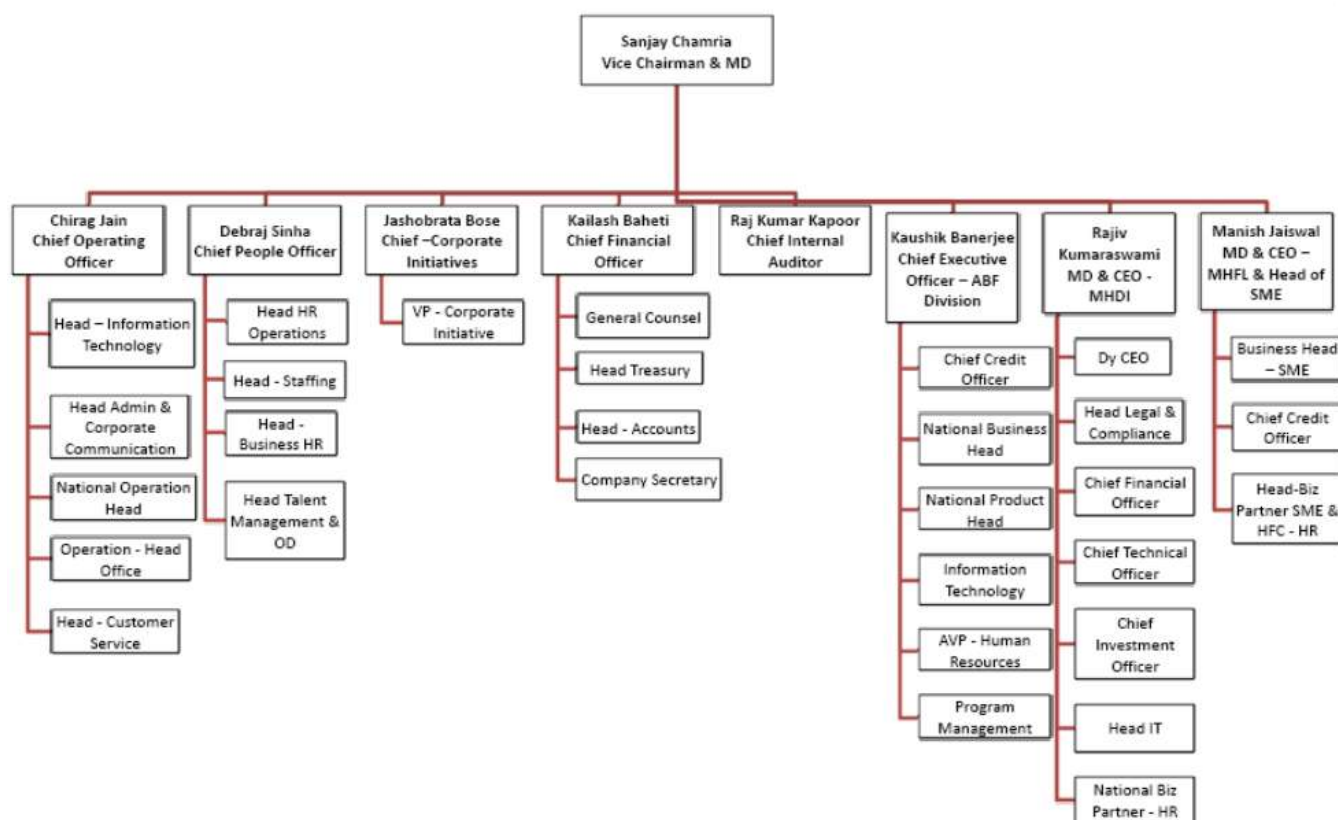 Sanjay Chamria
Vice Chairman & MD
Chirag Jain
Chief Operating
Officer
Head – Information
Technology
Head Admin &
Corporate
Communication
National Operation
Head
Operation - Head
Office
Head - Customer
Service
Debraj Sinha
Chief People Officer
Head HR
Operations
Head - Staffing
Head -
Business HR
Head Talent
Management &
OD
Jashobrata Bose
Chief –Corporate
Initiatives
VP - Corporate
Initiative
Kailash Baheti
Chief Financial
Officer
General Counsel
Head Treasury
Head - Accounts
Company Secretary
Raj Kumar Kapoor
Chief Internal
Auditor
Kaushik Banerjee
Chief Executive
Officer – ABF
Division
Chief Credit
Officer
National Business
Head
National Product
Head
Information
Technology
AVP - Human
Resources
Program
Management
Rajiv
Kumaraswami
MD & CEO -
MHDI
Dy CEO
Head Legal &
Compliance
Chief Financial
Officer
Chief Technical
Officer
Chief
Investment
Officer
Head IT
National Biz
Partner - HR
Manish Jaiswal
MD & CEO –
MHFL & Head of
SME
Business Head
– SME
Chief Credit
Officer
Head-Biz
Partner SME &
HFC - HR